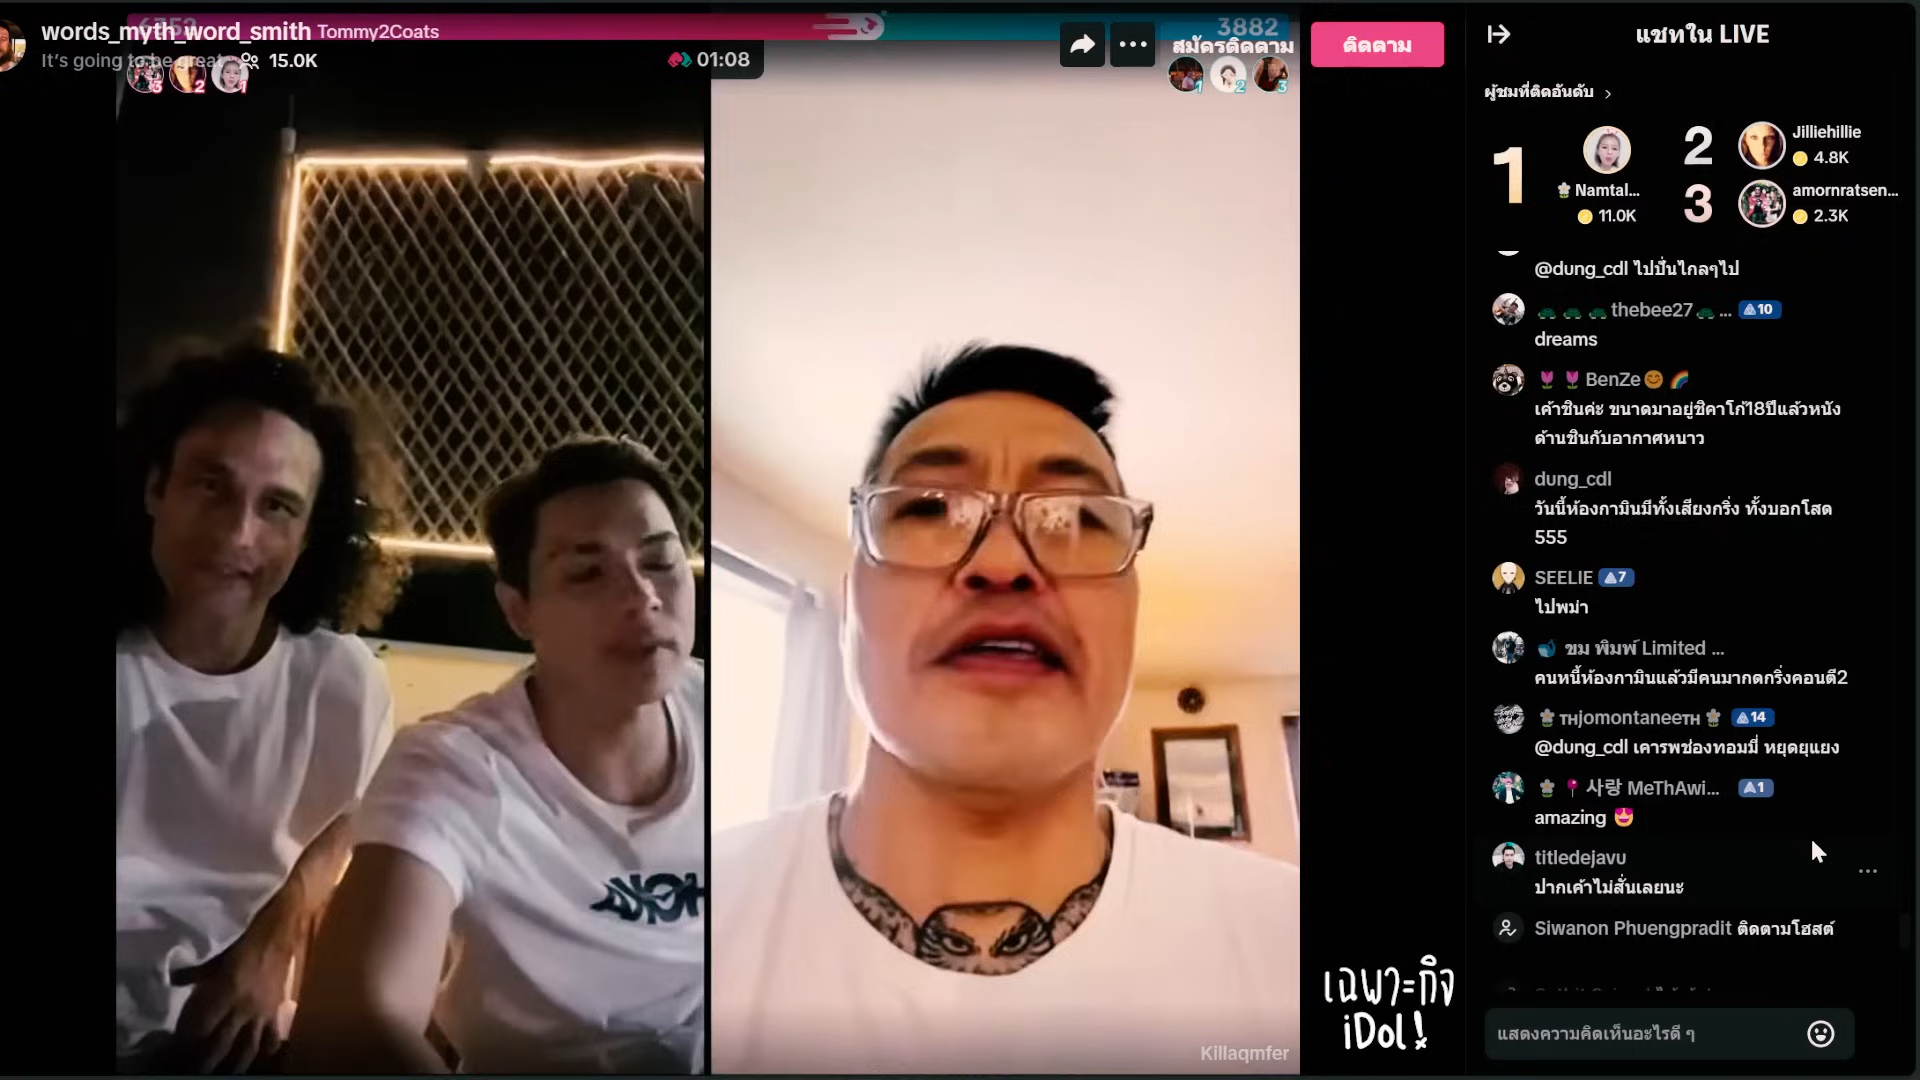 words_myth_word_smith Tommy2Coats
It's going to be great
15.0K
6352
01:08
3882
สมัครติดตาม
ติดตาม
3
2
1
1
2
3
Killaqmfer
เฉพาะกิจ
iDol!
แชทใน LIVE
ผู้ชมที่ติดอันดับ >
1
Namtal...
11.0K
2
Jilliehillie
4.8K
3
amornratsen...
2.3K
@dung_cdl ไปปั่นไกลๆไป
thebee27 ... 10
dreams
BenZe
เค้าชินค่ะ ขนาดมาอยู่ชิคาโก้18ปีแล้วหนัง
ด้านชินกับอากาศหนาว
dung_cdl
วันนี้ห้องกามินมีทั้งเสียงกริ่ง ทั้งบอกโสด
555
SEELIE 7
ไปพม่า
ขม พิมพ์ Limited ...
คนหนีห้องกามินแล้วมีคนมากดกริ่งคอนตี2
ᴛʜjomontaneeᴛʜ 14
@dung_cdl เคารพช่องทอมมี่ หยุดยุแยง
사랑 MeThAwi... 1
amazing
titledejavu
ปากเค้าไม่สั่นเลยนะ
Siwanon Phuengpradit ติดตามโฮสต์
แสดงความคิดเห็นอะไรดี ๆ